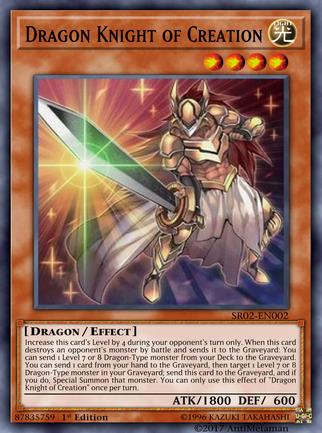 Dragon Knight of Creation
LIGHT
光
SR02-EN002
[Dragon / Effect]
Increase this card's Level by 4 during your opponent's turn only. When this card
destroys an opponent's monster by battle and sends it to the Graveyard: You
can send 1 Level 7 or 8 Dragon-Type monster from your Deck to the Graveyard.
You can send 1 card from your hand to the Graveyard, then target 1 Level 7 or 8
Dragon-Type monster in your Graveyard; send this card to the Graveyard, and if
you do, Special Summon that monster. You can only use this effect of "Dragon
Knight of Creation" once per turn.
ATK/1800 DEF/ 600
87835759 1st Edition ©1996 KAZUKI TAKAHASHI
©2017 AntiMetaman